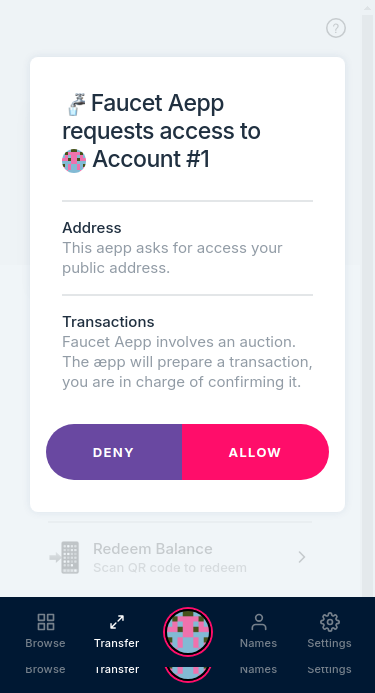 ?
Faucet Aepp
requests access to
Account #1
Address
This aepp asks for access your
public address.
Transactions
Faucet Aepp involves an auction.
The æpp will prepare a transaction,
you are in charge of confirming it.
DENY ALLOW
Redeem Balance
Scan QR code to redeem
Browse Transfer Names Settings
Browse Transfer Names Settings